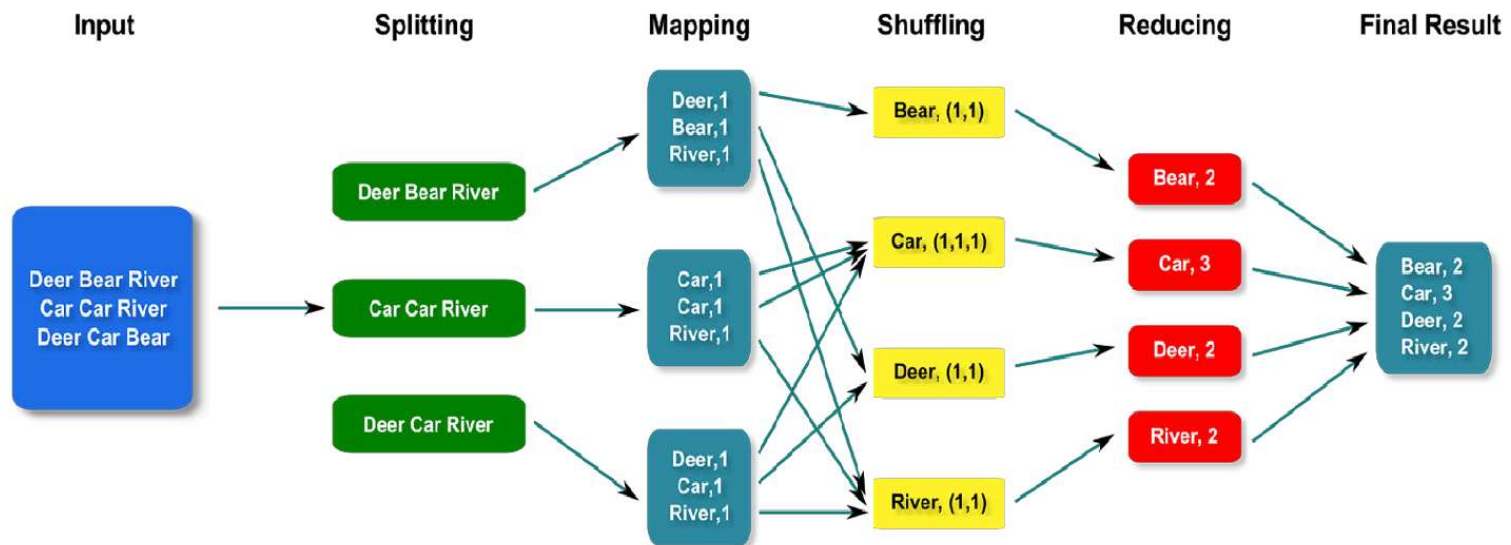 Input
Splitting
Mapping
Shuffling
Reducing
Final Result
Deer Bear River
Car Car River
Deer Car Bear
Deer Bear River
Car Car River
Deer Car River
Deer,1
Bear,1
River,1
Car,1
Car,1
River,1
Deer,1
Car,1
River,1
Bear, (1,1)
Car, (1,1,1)
Deer, (1,1)
River, (1,1)
Bear, 2
Car, 3
Deer, 2
River, 2
Bear, 2
Car, 3
Deer, 2
River, 2